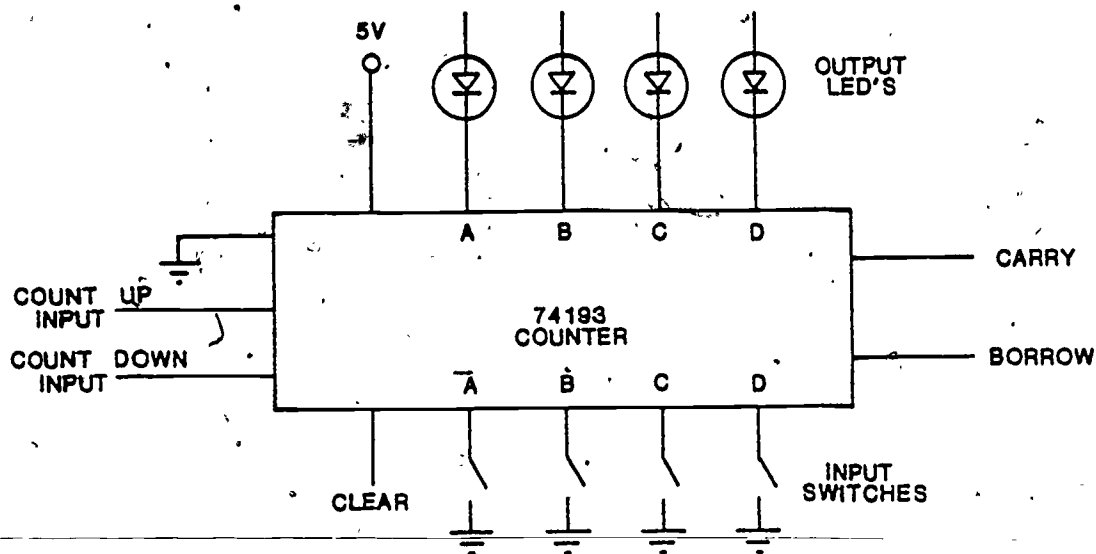 5V
OUTPUT
LED'S
A B C D
CARRY
COUNT UP
INPUT
74193
COUNTER
COUNT DOWN
INPUT
BORROW
A B C D
INPUT
SWITCHES
CLEAR